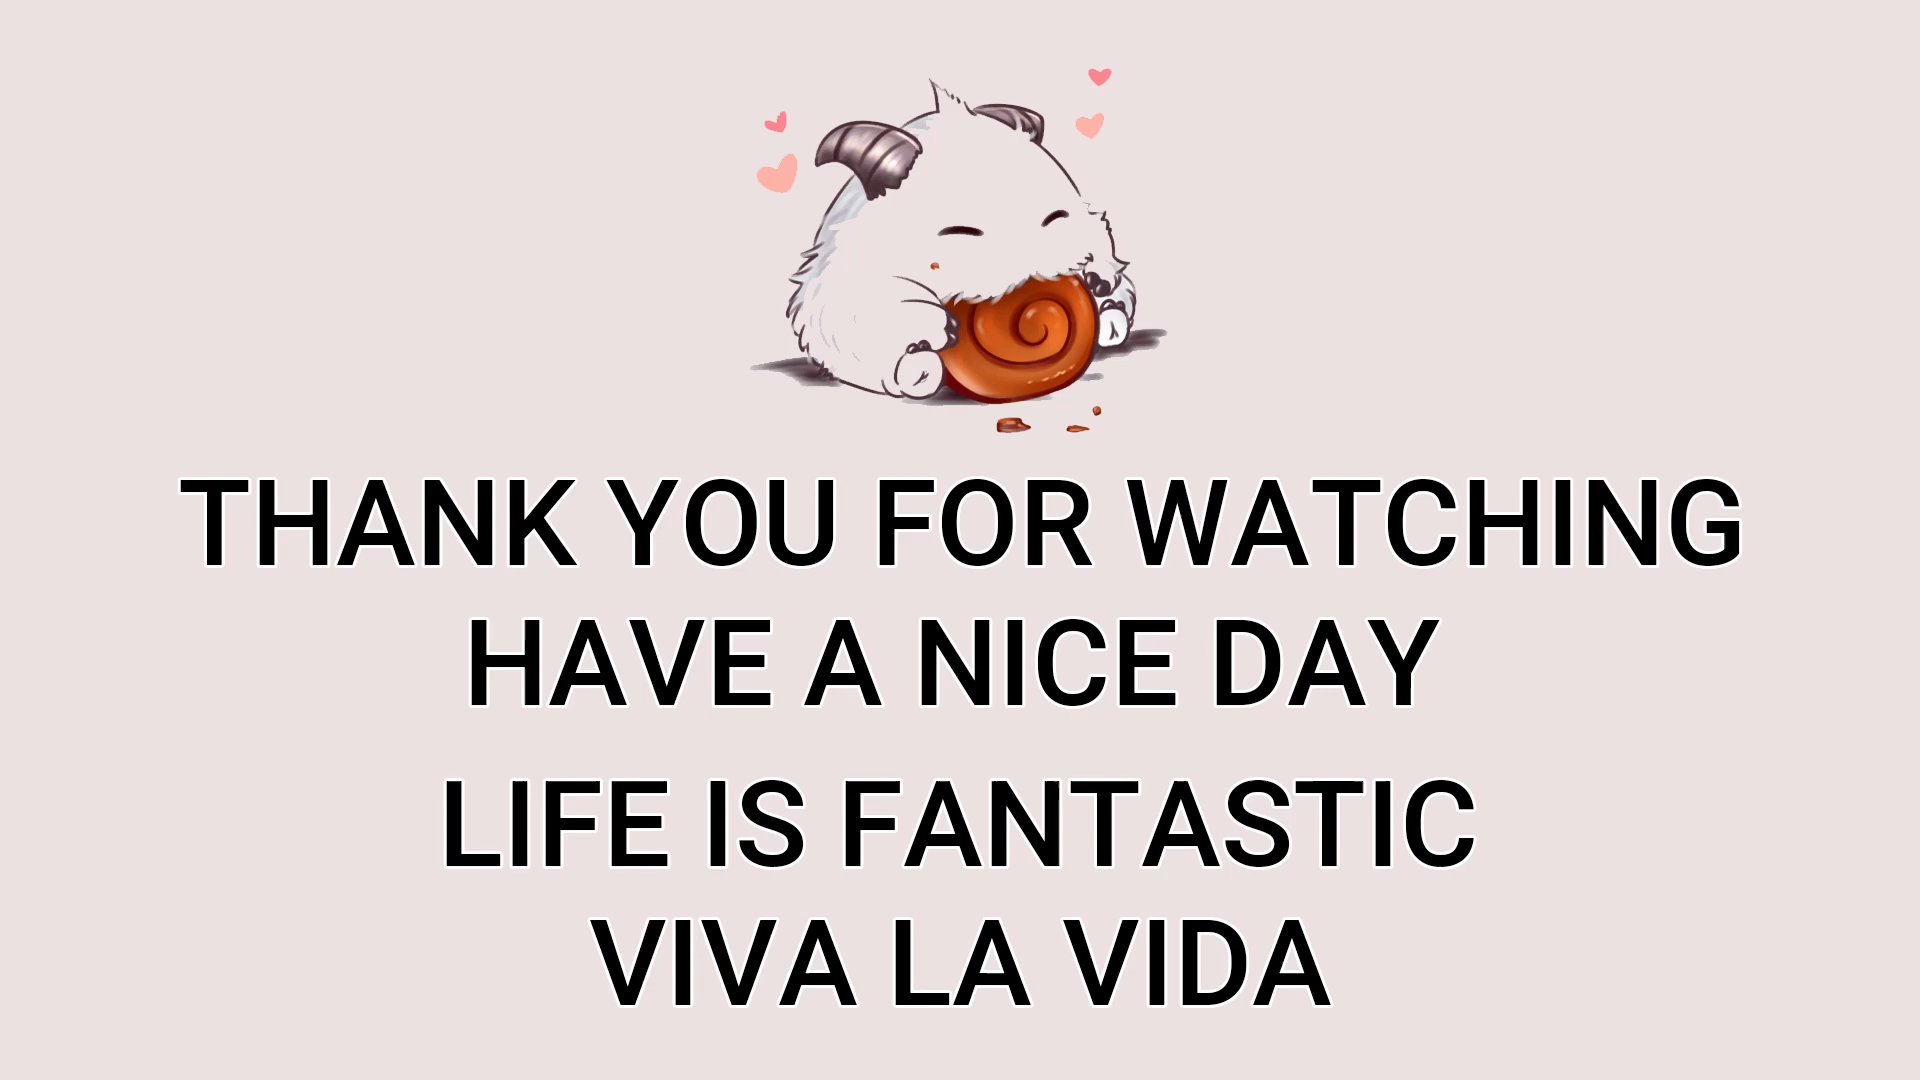 THANK YOU FOR WATCHING
HAVE A NICE DAY
LIFE IS FANTASTIC
VIVA LA VIDA